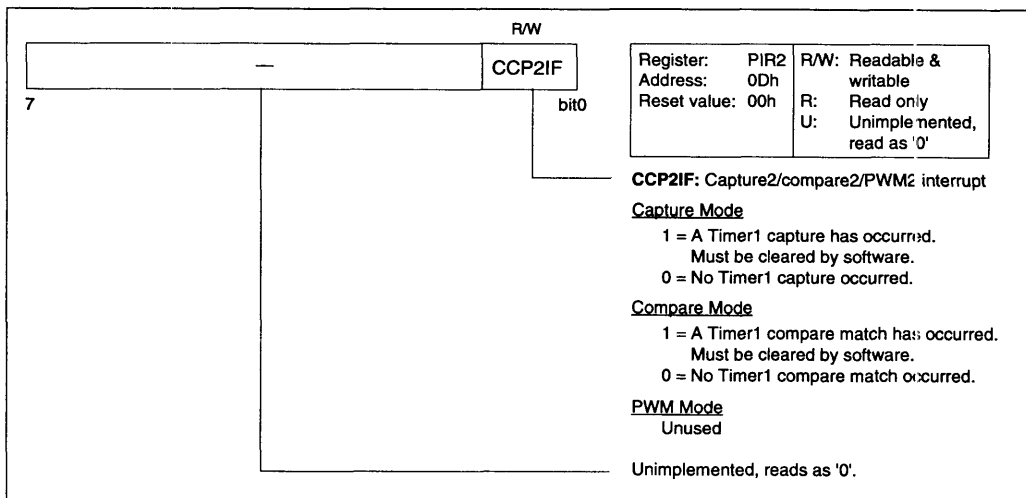 R/W
—
CCP2IF
7
bit0
Register: PIR2
Address: 0Dh
Reset value: 00h
R/W: Readable &
writable
R: Read only
U: Unimplemented,
read as '0'
CCP2IF: Capture2/compare2/PWM2 interrupt
Capture Mode
1 = A Timer1 capture has occurred.
Must be cleared by software.
0 = No Timer1 capture occurred.
Compare Mode
1 = A Timer1 compare match has occurred.
Must be cleared by software.
0 = No Timer1 compare match occurred.
PWM Mode
Unused
Unimplemented, reads as '0'.